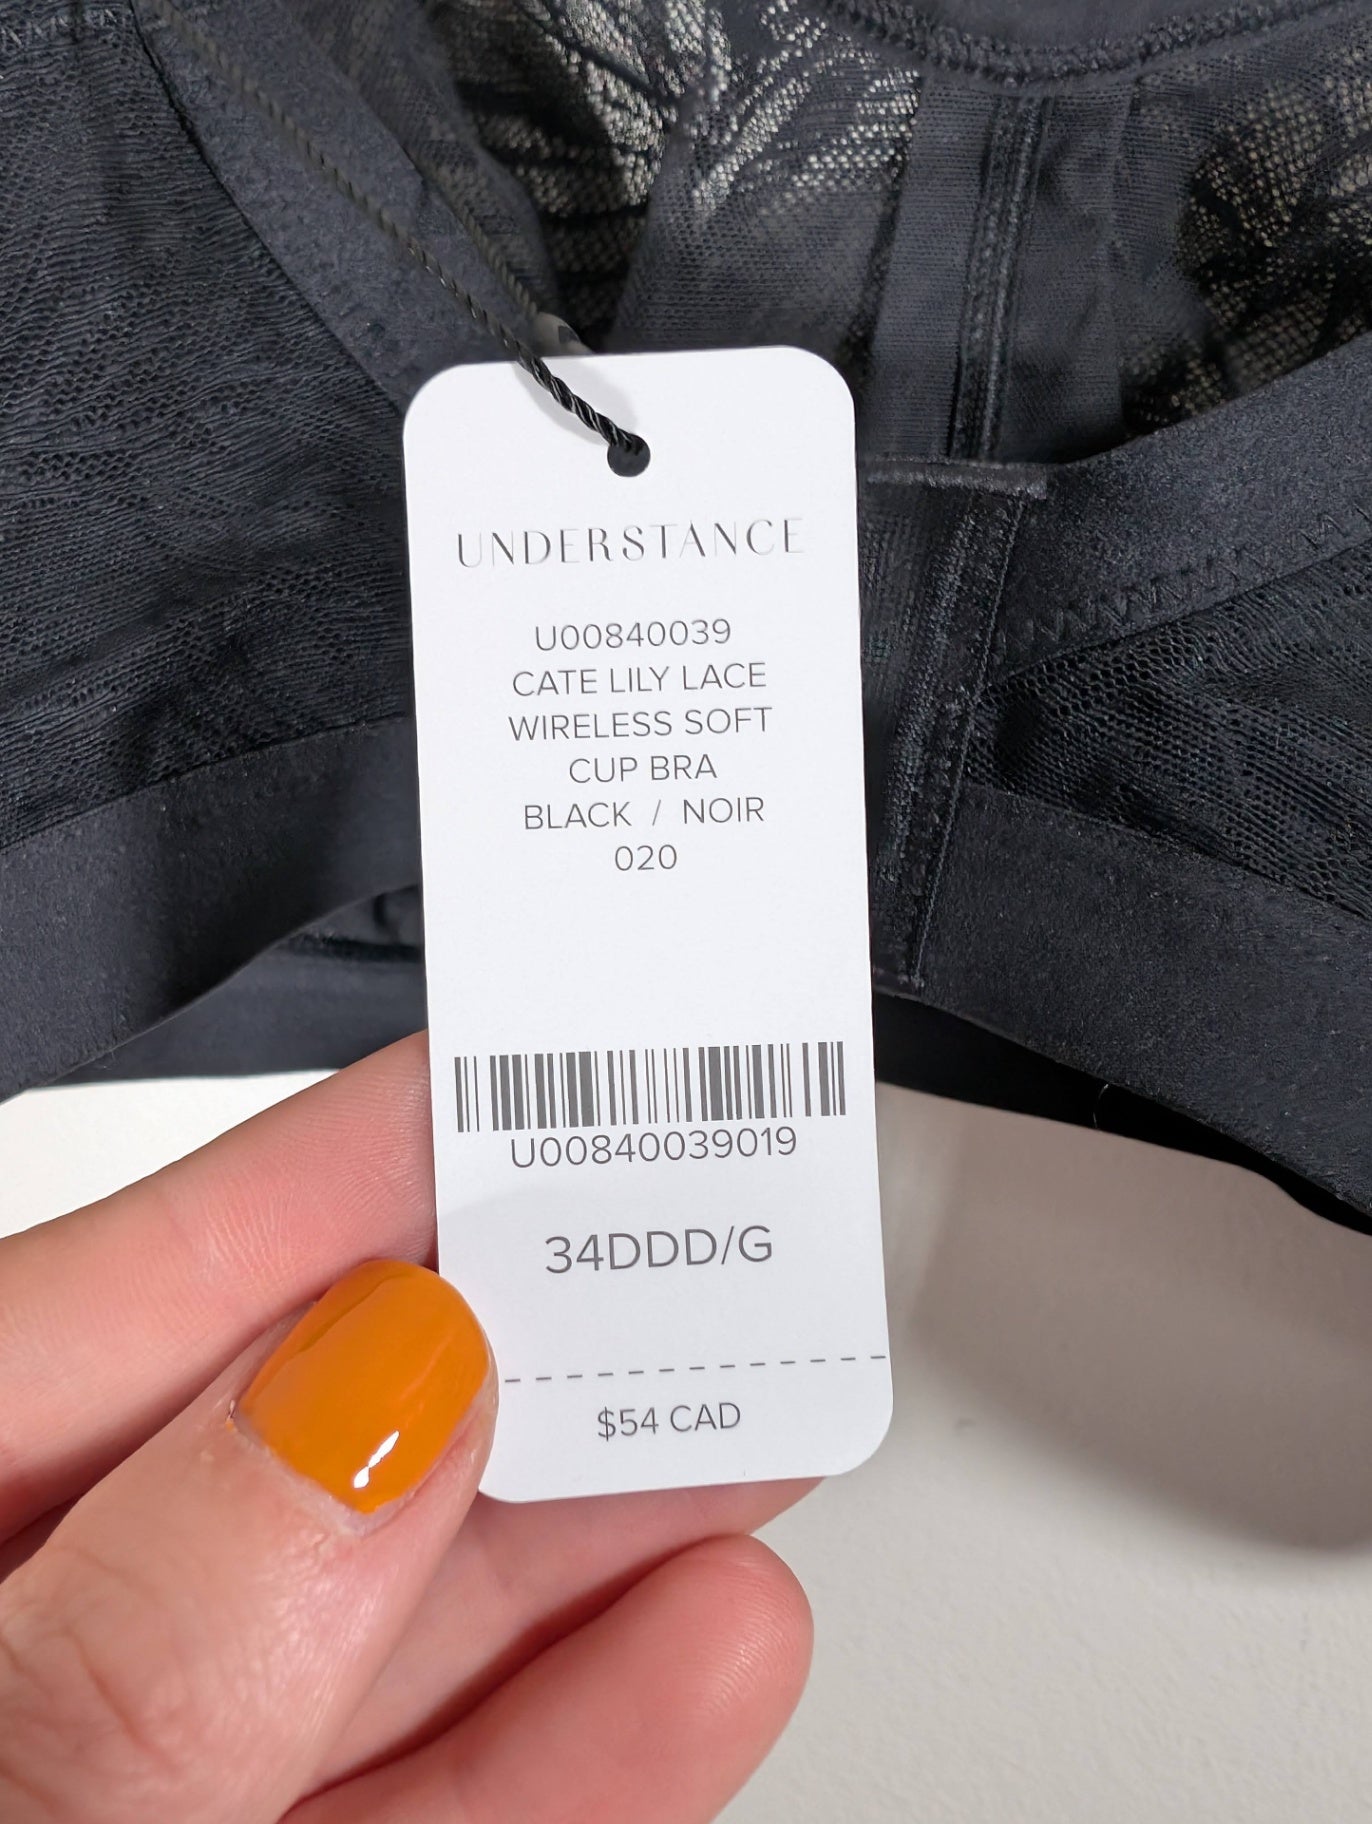 UNDERSTANCE
U00840039
CATE LILY LACE
WIRELESS SOFT
CUP BRA
BLACK / NOIR
020
U00840039019
34DDD/G
$54 CAD